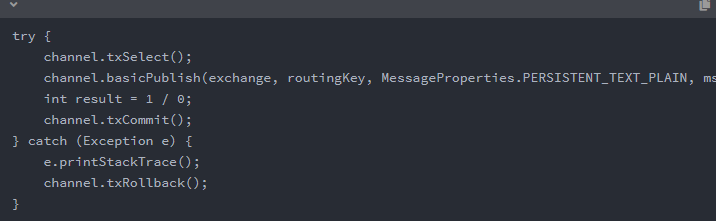 try {
channel.txSelect();
channel.basicPublish(exchange, routingKey, MessageProperties.PERSISTENT_TEXT_PLAIN, ms
int result = 1 / 0;
channel.txCommit();
} catch (Exception e) {
e.printStackTrace();
channel.txRollback();
}